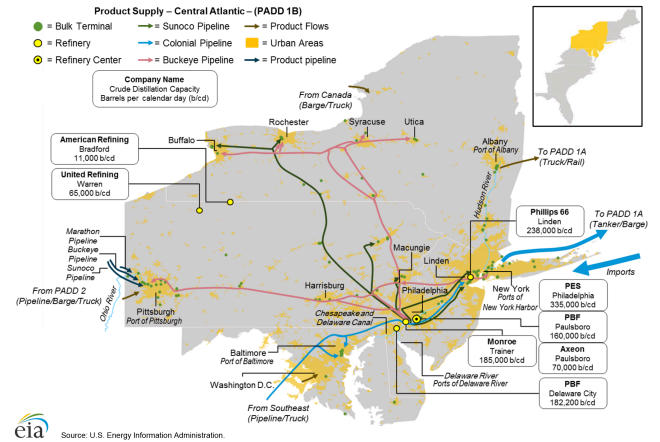 Product Supply – Central Atlantic – (PADD 1B)
= Bulk Terminal
= Sunoco Pipeline
= Product Flows
= Refinery
= Colonial Pipeline
= Urban Areas
= Refinery Center
= Buckeye Pipeline
= Product pipeline
Company Name
Crude Distillation Capacity
Barrels per calendar day (b/cd)
From Canada
(Barge/Truck)
Rochester
Syracuse
Utica
Buffalo
American Refining
Bradford
11,000 b/cd
Albany
Port of Albany
To PADD 1A
(Truck/Rail)
United Refining
Warren
65,000 b/cd
Hudson River
Phillips 66
Linden
238,000 b/cd
To PADD 1A
(Tanker/Barge)
Marathon
Pipeline
Buckeye
Pipeline
Sunoco
Pipeline
Macungie
Linden
Imports
From PADD 2
(Pipeline/Barge/Truck)
Ohio River
Harrisburg
Philadelphia
New York
Ports of
New York Harbor
PES
Philadelphia
335,000 b/cd
Pittsburgh
Port of Pittsburgh
Chesapeake and
Delaware Canal
PBF
Paulsboro
160,000 b/cd
Monroe
Trainer
185,000 b/cd
Axeon
Paulsboro
70,000 b/cd
Baltimore
Port of Baltimore
Delaware River
Ports of Delaware River
Washington D.C.
PBF
Delaware City
182,200 b/cd
From Southeast
(Pipeline/Truck)
eia
Source: U.S. Energy Information Administration.